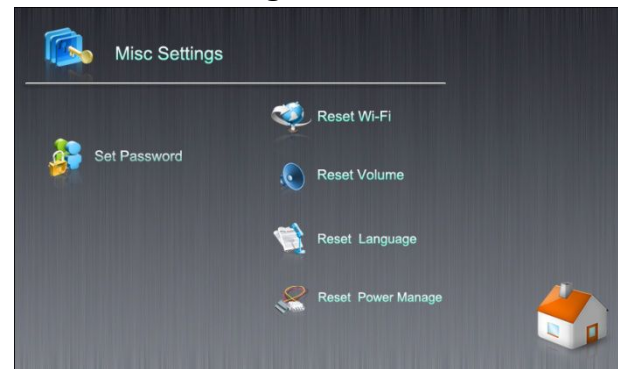 Misc Settings
Set Password
Reset Wi-Fi
Reset Volume
Reset Language
Reset Power Manage